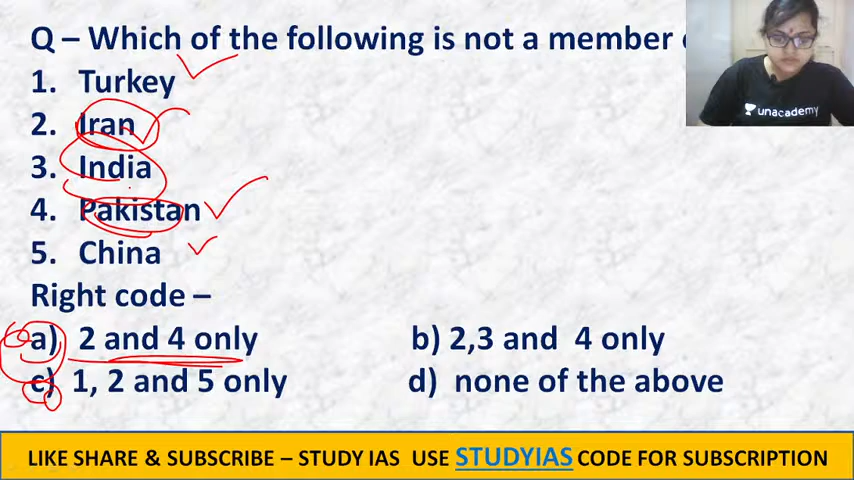 Q – Which of the following is not a member
1. Turkey
2. Iran
3. India
4. Pakistan
5. China
Right code –
a) 2 and 4 only
b) 2,3 and 4 only
c) 1, 2 and 5 only
d) none of the above
unacademy
LIKE SHARE & SUBSCRIBE – STUDY IAS USE STUDYIAS CODE FOR SUBSCRIPTION